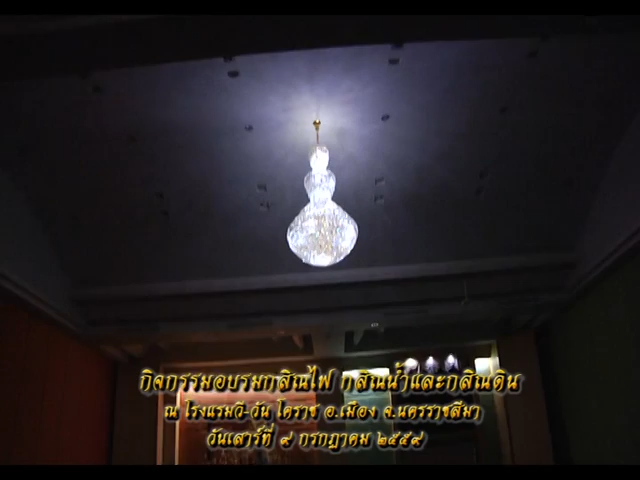 กิจกรรมอบรมกสิณไฟ กสิณน้ำและกสิณดิน
ณ โรงแรมวี-วัน โคราช อ.เมือง จ.นครราชสีมา
วันเสาร์ที่ ๙ กรกฎาคม ๒๕๕๙